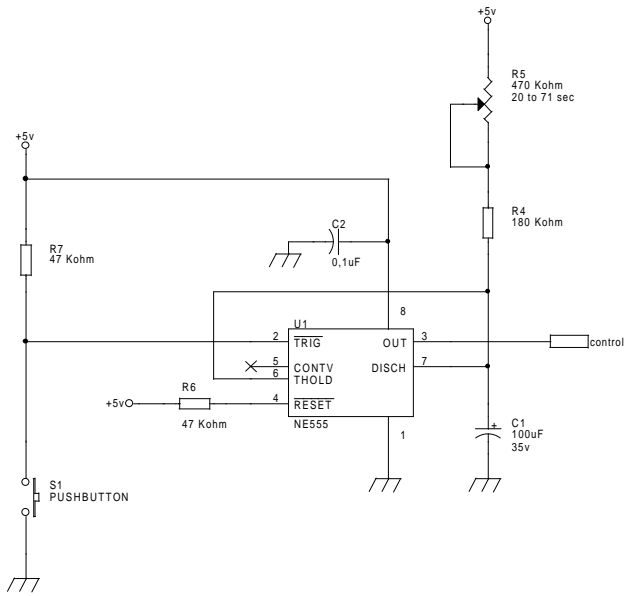 +5v
R5
470 Kohm
20 to 71 sec
+5v
R4
180 Kohm
C2
0,1uF
R7
47 Kohm
8
U1
2
TRIG
OUT
3
control
5
CONTV
DISCH
7
6
THOLD
R6
+5v
4
RESET
47 Kohm
NE555
1
+
C1
100uF
35v
S1
PUSHBUTTON